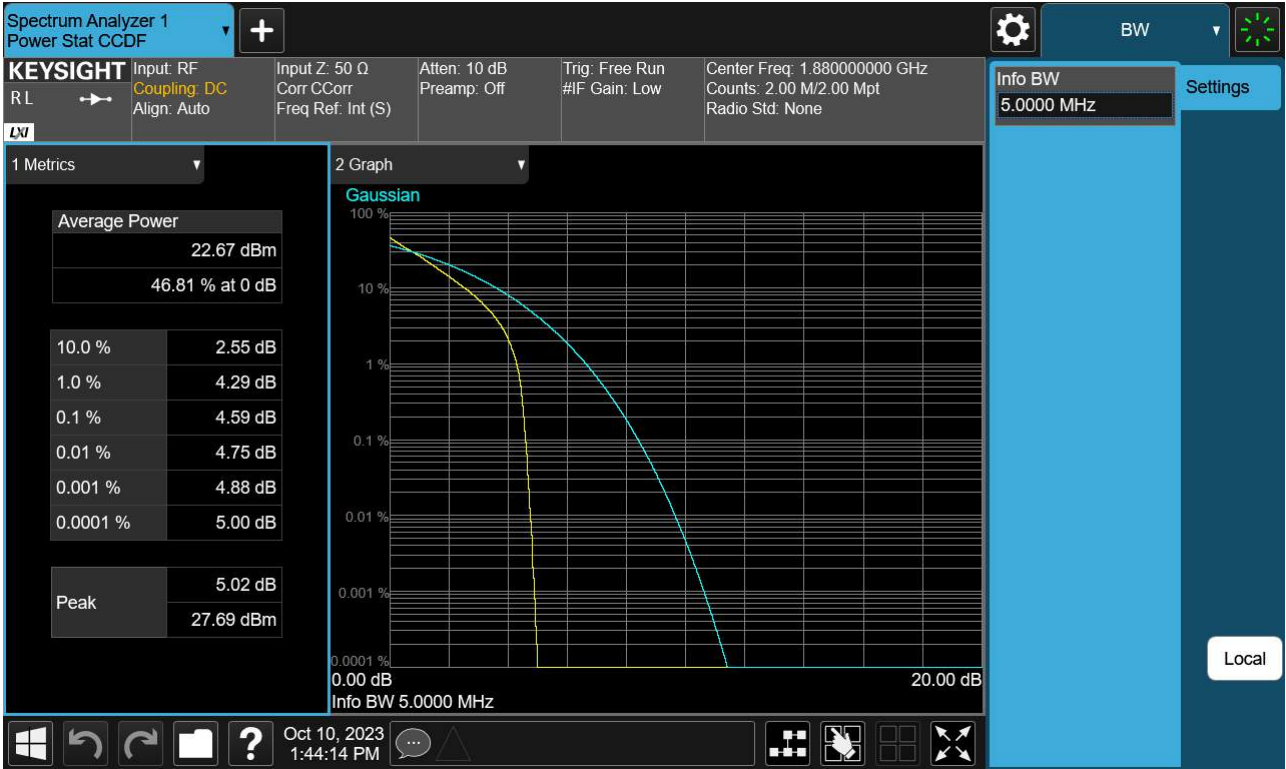 Spectrum Analyzer 1
Power Stat CCDF
BW
KEYSIGHT
RL
LXI
Input: RF
Coupling: DC
Align: Auto
Input Z: 50 Ω
Corr CCorr
Freq Ref: Int (S)
Atten: 10 dB
Preamp: Off
Trig: Free Run
#IF Gain: Low
Center Freq: 1.880000000 GHz
Counts: 2.00 M/2.00 Mpt
Radio Std: None
Info BW
5.0000 MHz
Settings
1 Metrics
Average Power
22.67 dBm
46.81 % at 0 dB
10.0 % 2.55 dB
1.0 % 4.29 dB
0.1 % 4.59 dB
0.01 % 4.75 dB
0.001 % 4.88 dB
0.0001 % 5.00 dB
Peak
5.02 dB
27.69 dBm
2 Graph
Gaussian
100 %
10 %
1 %
0.1 %
0.01 %
0.001 %
0.0001 %
0.00 dB 20.00 dB
Info BW 5.0000 MHz
Local
?
Oct 10, 2023
1:44:14 PM